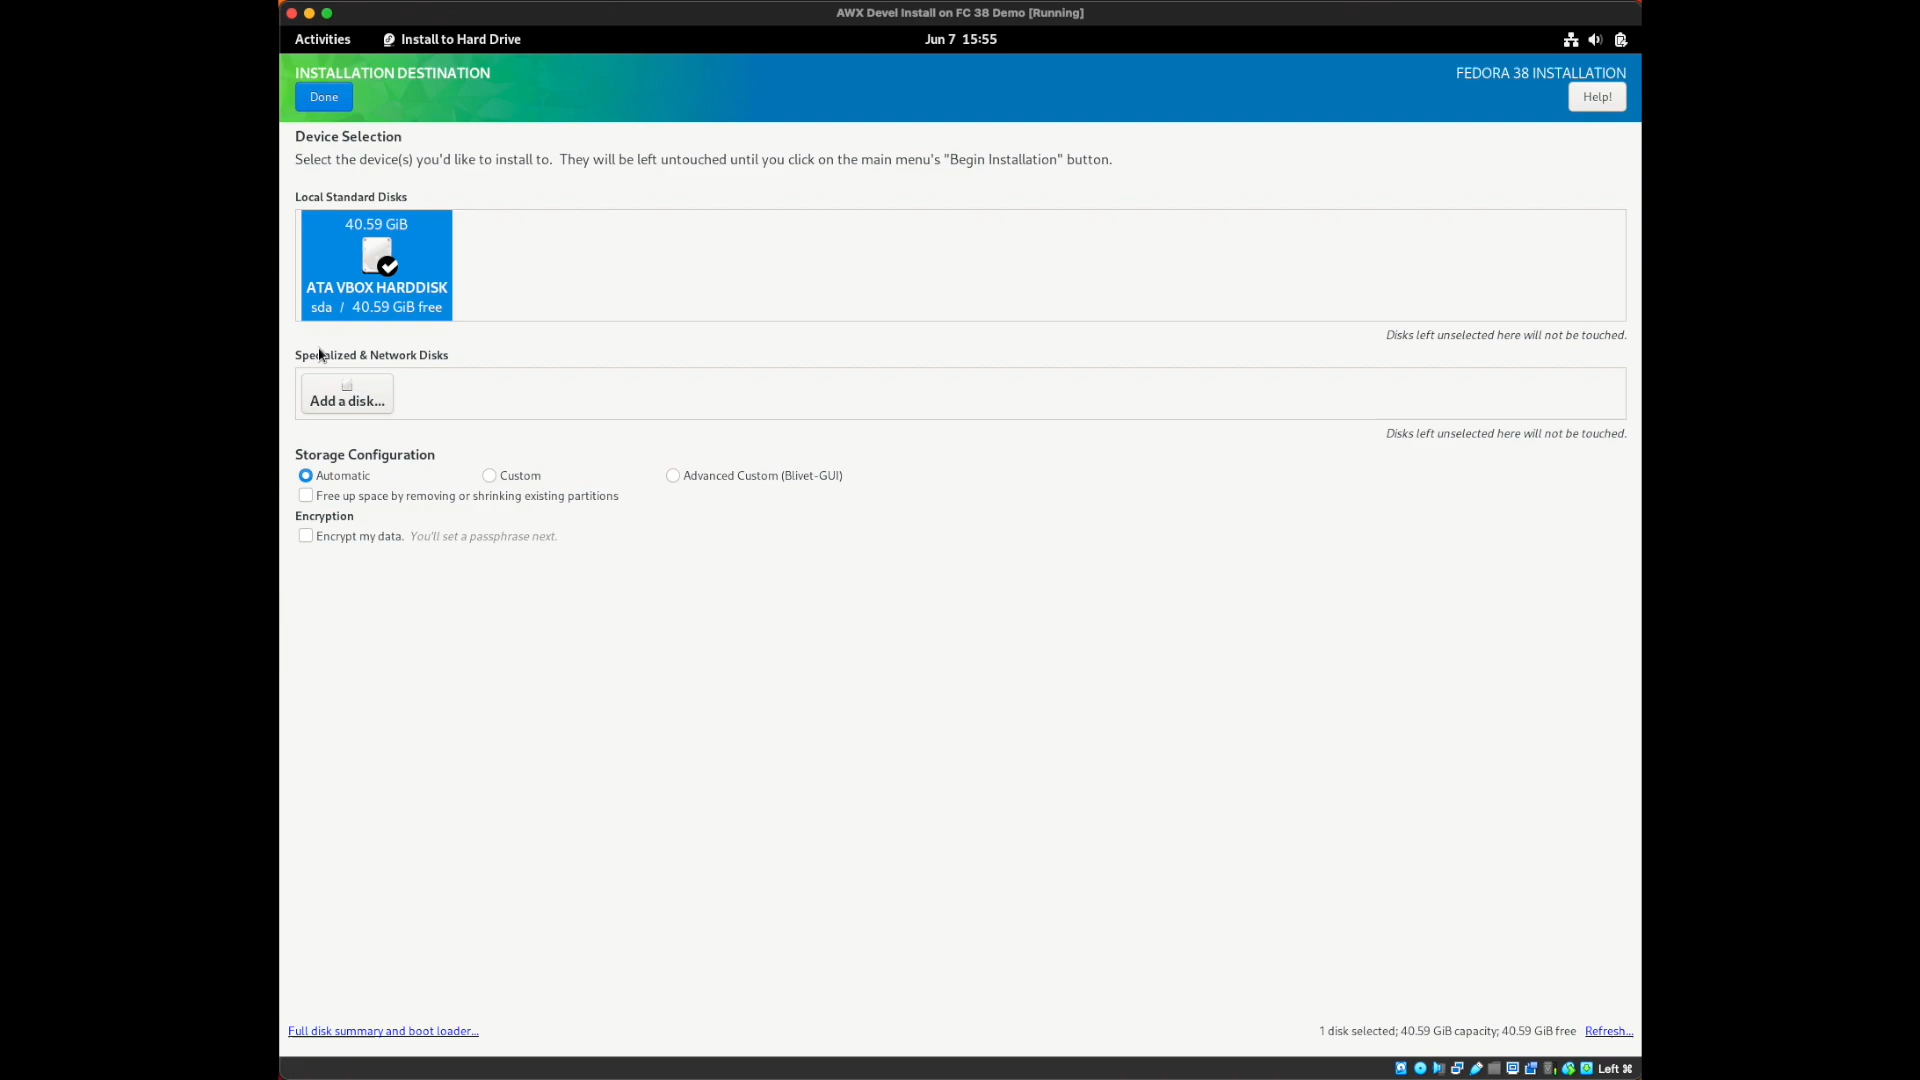 AWX Devel Install on FC 38 Demo [Running]
Activities Install to Hard Drive Jun 7 15:55
INSTALLATION DESTINATION FEDORA 38 INSTALLATION
Done Help!
Device Selection
Select the device(s) you'd like to install to. They will be left untouched until you click on the main menu's "Begin Installation" button.
Local Standard Disks
40.59 GiB
ATA VBOX HARDDISK
sda / 40.59 GiB free
Disks left unselected here will not be touched.
Specialized & Network Disks
Add a disk...
Disks left unselected here will not be touched.
Storage Configuration
Automatic Custom Advanced Custom (Blivet-GUI)
Free up space by removing or shrinking existing partitions
Encryption
Encrypt my data. You'll set a passphrase next.
Full disk summary and boot loader... 1 disk selected; 40.59 GiB capacity; 40.59 GiB free Refresh...
Left ⌘